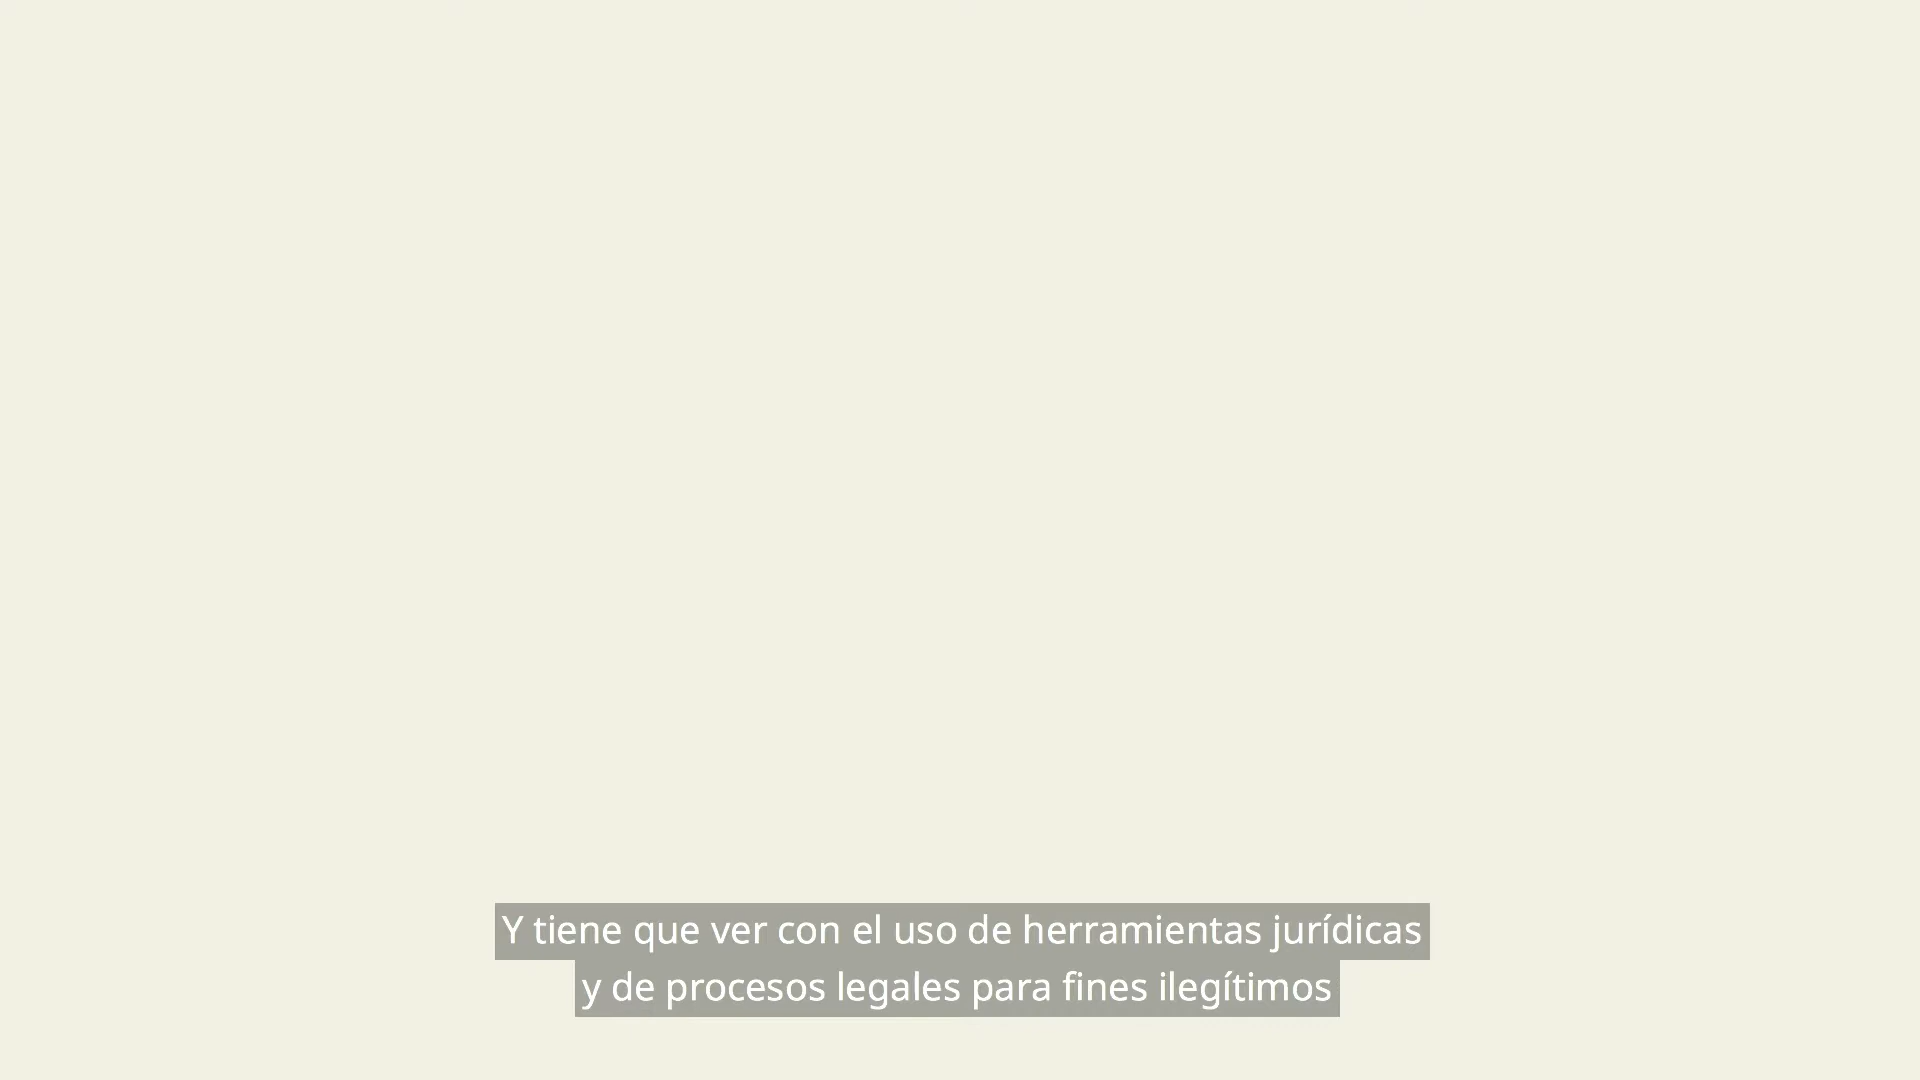 Y tiene que ver con el uso de herramientas jurídicas
y de procesos legales para fines ilegítimos